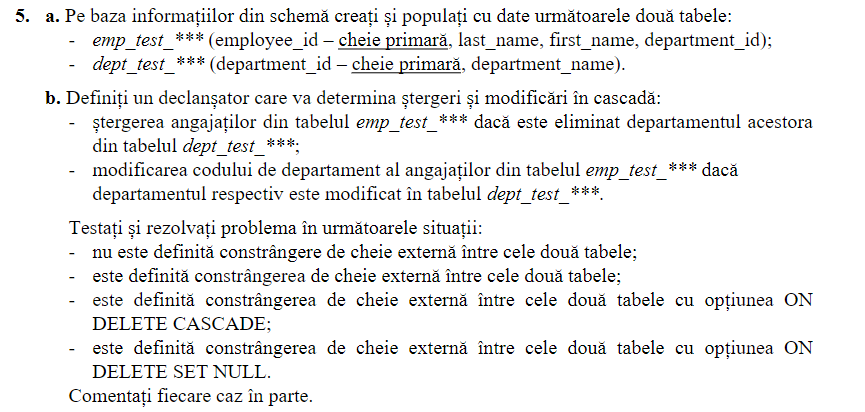 5. a. Pe baza informațiilor din schemă creați și populați cu date următoarele două tabele:
- emp_test_*** (employee_id – cheie primară, last_name, first_name, department_id);
- dept_test_*** (department_id – cheie primară, department_name).
b. Definiți un declanșator care va determina ștergeri și modificări în cascadă:
- ștergerea angajaților din tabelul emp_test_*** dacă este eliminat departamentul acestora
din tabelul dept_test_***;
- modificarea codului de departament al angajaților din tabelul emp_test_*** dacă
departamentul respectiv este modificat în tabelul dept_test_***.
Testați și rezolvați problema în următoarele situații:
- nu este definită constrângere de cheie externă între cele două tabele;
- este definită constrângerea de cheie externă între cele două tabele;
- este definită constrângerea de cheie externă între cele două tabele cu opțiunea ON
DELETE CASCADE;
- este definită constrângerea de cheie externă între cele două tabele cu opțiunea ON
DELETE SET NULL.
Comentați fiecare caz în parte.